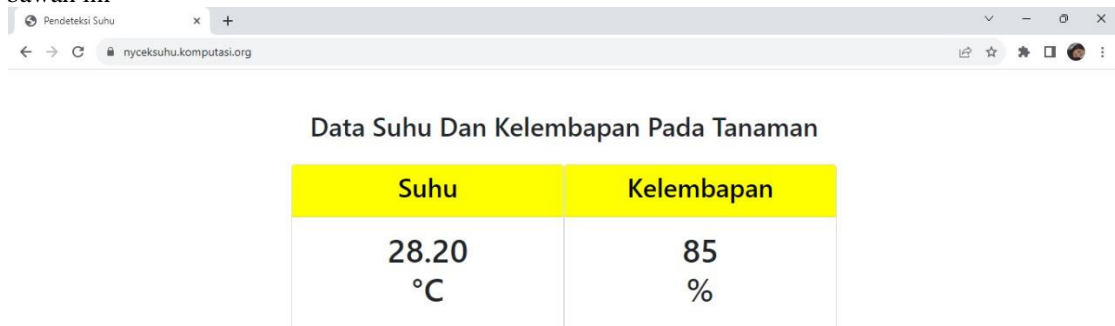 Pendeteksi Suhu
nyceksuhu.komputasi.org
Data Suhu Dan Kelembapan Pada Tanaman
Suhu Kelembapan
28.20 85
°C %